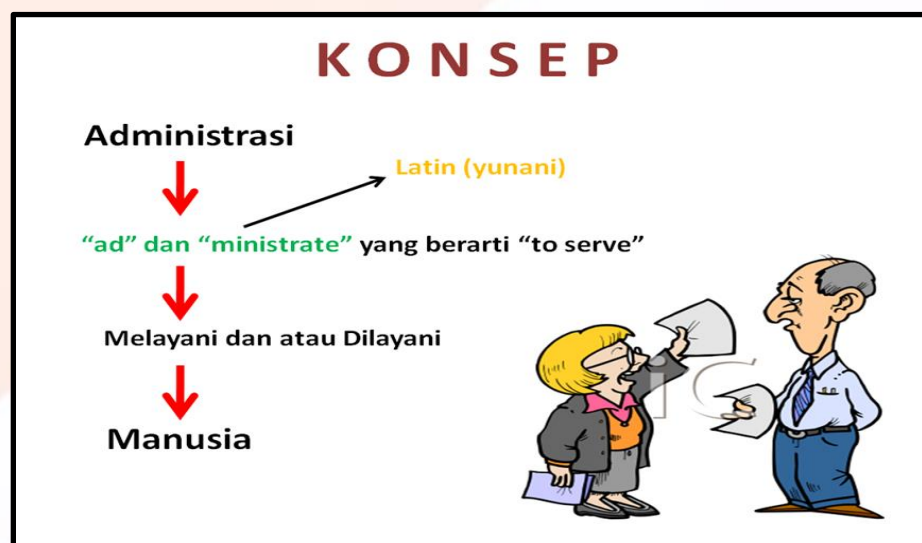 KONSEP
Administrasi
Latin (yunani)
“ad” dan “ministrate” yang berarti “to serve”
Melayani dan atau Dilayani
Manusia